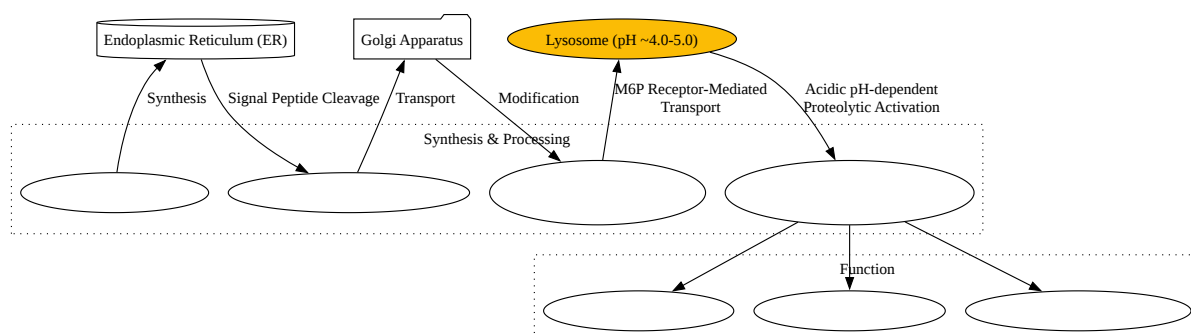 Endoplasmic Reticulum (ER)
Golgi Apparatus
Lysosome (pH ~4.0-5.0)
Synthesis
Signal Peptide Cleavage
Transport
Modification
M6P Receptor-Mediated
Transport
Acidic pH-dependent
Proteolytic Activation
Synthesis & Processing
Function